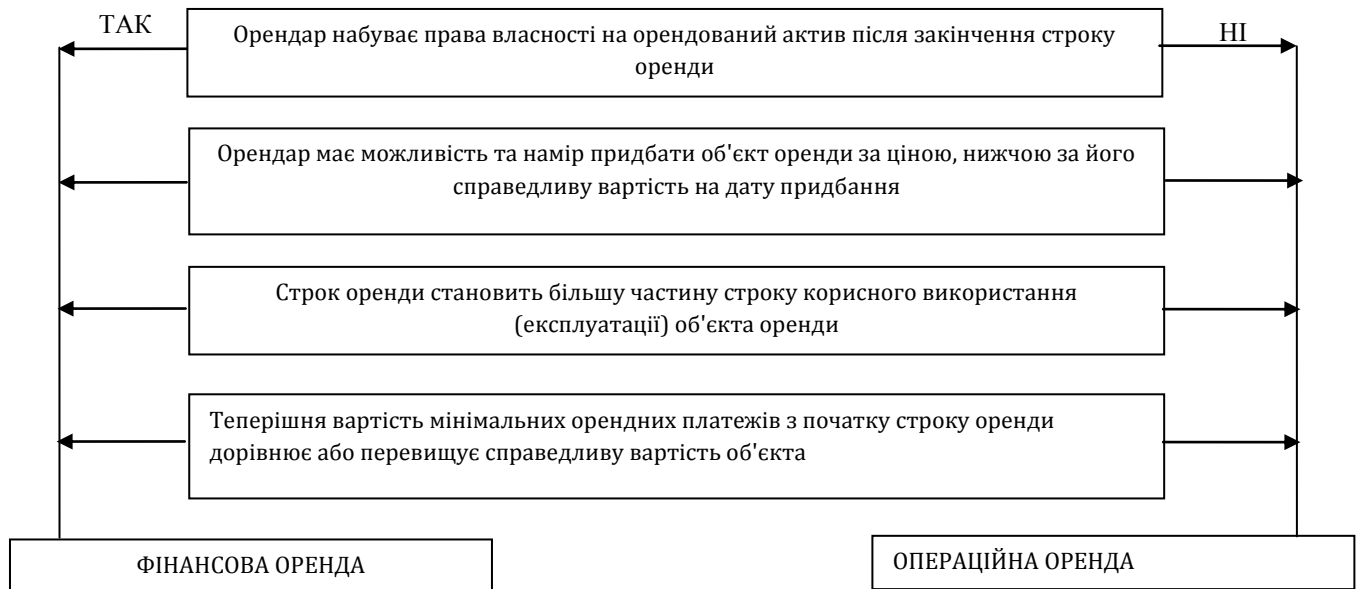 ТАК
Орендар набуває права власності на орендований актив після закінчення строку
оренди
НІ
Орендар має можливість та намір придбати об'єкт оренди за ціною, нижчою за його
справедливу вартість на дату придбання
Строк оренди становить більшу частину строку корисного використання
(експлуатації) об'єкта оренди
Теперішня вартість мінімальних орендних платежів з початку строку оренди
дорівнює або перевищує справедливу вартість об'єкта
ФІНАНСОВА ОРЕНДА
ОПЕРАЦІЙНА ОРЕНДА